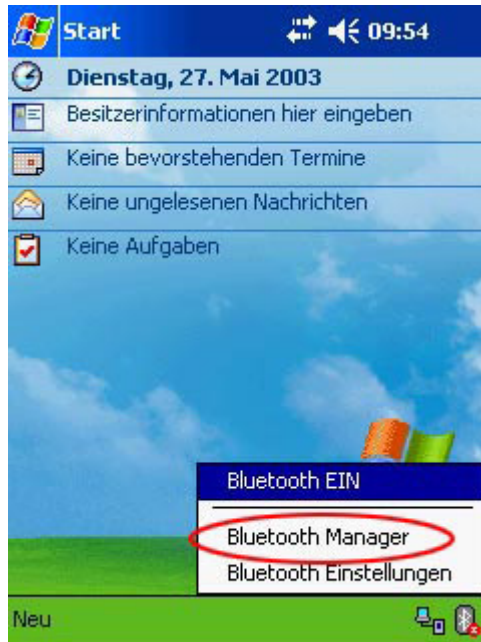 Start 09:54
Dienstag, 27. Mai 2003
Besitzerinformationen hier eingeben
Keine bevorstehenden Termine
Keine ungelesenen Nachrichten
Keine Aufgaben
Bluetooth EIN
Bluetooth Manager
Bluetooth Einstellungen
Neu